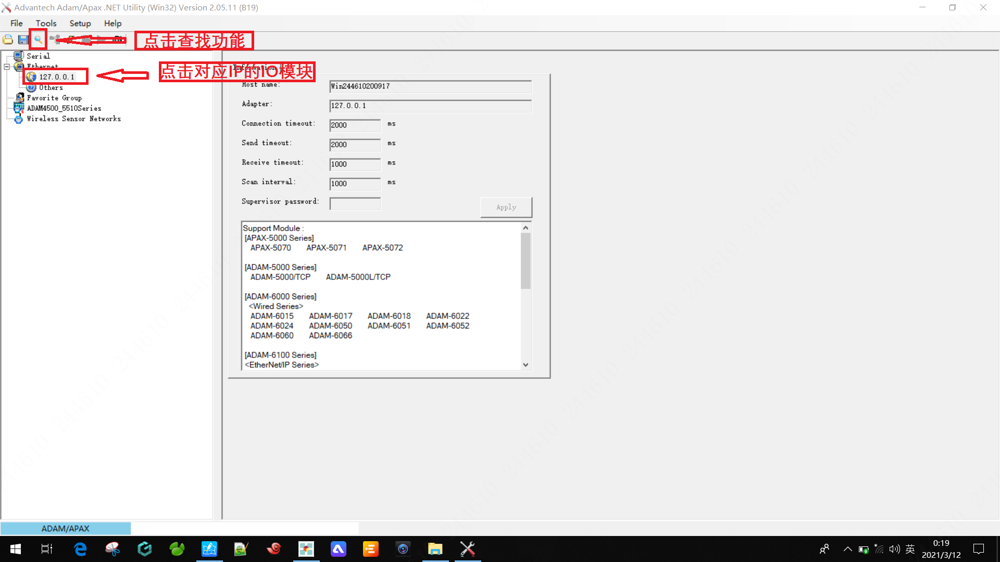 Advantech Adam/Apax .NET Utility (Win32) Version 2.05.11 (B19)
File Tools Setup Help
点击查找功能
Serial
Ethernet
127.0.0.1
Others
Favorite Group
ADAM4500_5510Series
Wireless Sensor Networks
点击对应IP的IO模块
Information
Host name: Win244610200917
Adapter: 127.0.0.1
Connection timeout: 2000 ms
Send timeout: 2000 ms
Receive timeout: 1000 ms
Scan interval: 1000 ms
Supervisor password:
Apply
Support Module :
[APAX-5000 Series]
APAX-5070 APAX-5071 APAX-5072
[ADAM-5000 Series]
ADAM-5000/TCP ADAM-5000L/TCP
[ADAM-6000 Series]
<Wired Series>
ADAM-6015 ADAM-6017 ADAM-6018 ADAM-6022
ADAM-6024 ADAM-6050 ADAM-6051 ADAM-6052
ADAM-6060 ADAM-6066
[ADAM-6100 Series]
<EtherNet/IP Series>
ADAM/APAX
英
0:19
2021/3/12
244610